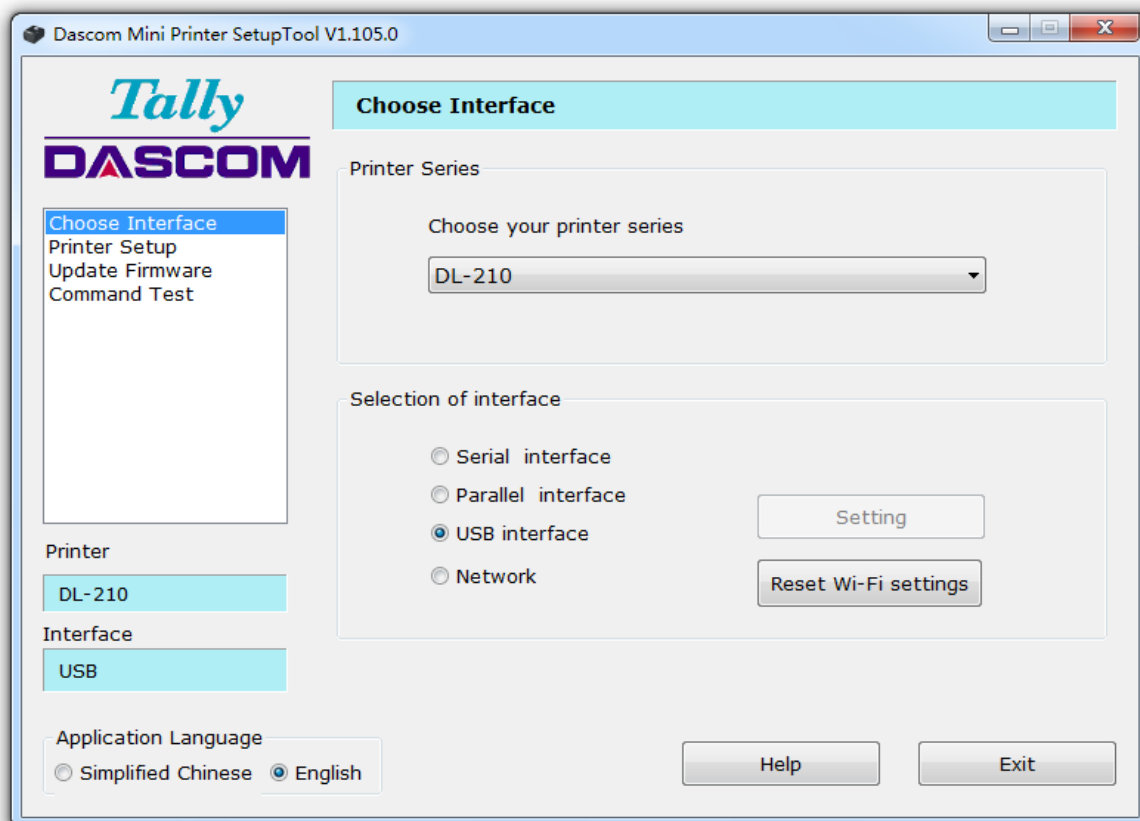 Dascom Mini Printer SetupTool V1.105.0
Tally
DASCOM
Choose Interface
Printer Setup
Update Firmware
Command Test
Printer
DL-210
Interface
USB
Application Language
Simplified Chinese English
Choose Interface
Printer Series
Choose your printer series
DL-210
Selection of interface
Serial interface
Parallel interface
USB interface
Network
Setting
Reset Wi-Fi settings
Help Exit